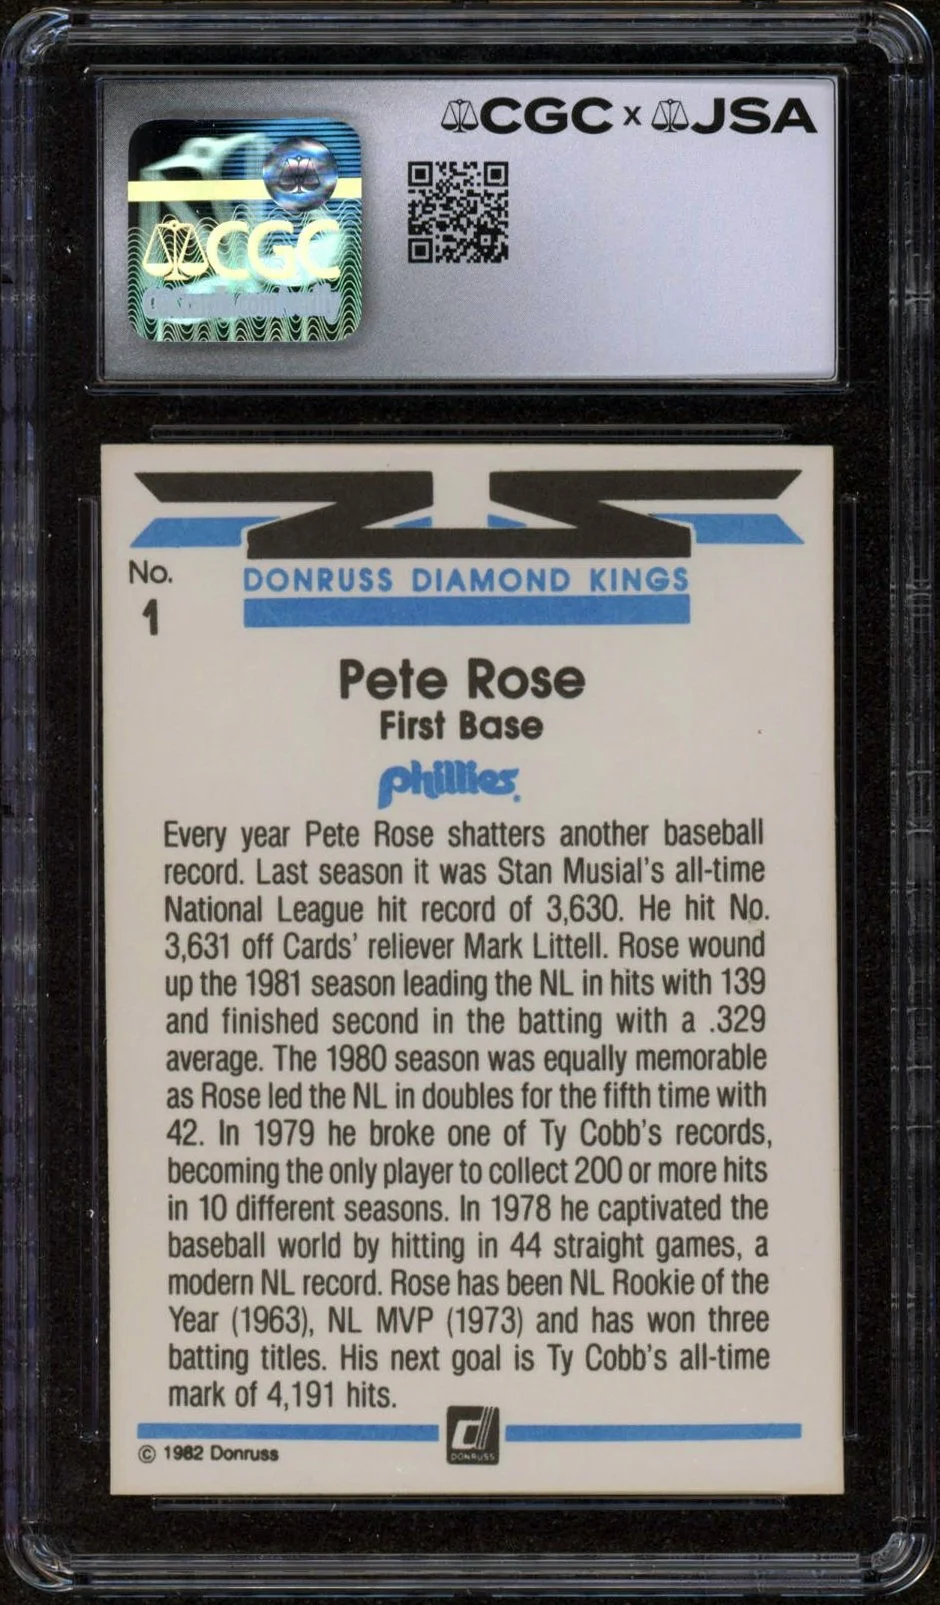 CGC x JSA
CGC
No.
1
DONRUSS DIAMOND KINGS
Pete Rose
First Base
phillies
Every year Pete Rose shatters another baseball
record. Last season it was Stan Musial's all-time
National League hit record of 3,630. He hit No.
3,631 off Cards' reliever Mark Littell. Rose wound
up the 1981 season leading the NL in hits with 139
and finished second in the batting with a .329
average. The 1980 season was equally memorable
as Rose led the NL in doubles for the fifth time with
42. In 1979 he broke one of Ty Cobb's records,
becoming the only player to collect 200 or more hits
in 10 different seasons. In 1978 he captivated the
baseball world by hitting in 44 straight games, a
modern NL record. Rose has been NL Rookie of the
Year (1963), NL MVP (1973) and has won three
batting titles. His next goal is Ty Cobb's all-time
mark of 4,191 hits.
© 1982 Donruss
DONRUSS